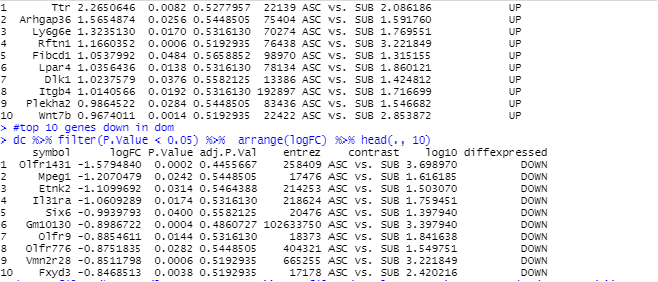 1 Ttr 2.2650646 0.0082 0.5277957 22139 ASC vs. SUB 2.086186 UP
2 Arhgap36 1.5654874 0.0256 0.5448505 75404 ASC vs. SUB 1.591760 UP
3 Ly6g6e 1.3235130 0.0170 0.5316130 70274 ASC vs. SUB 1.769551 UP
4 Rftn1 1.1660352 0.0006 0.5192935 76438 ASC vs. SUB 3.221849 UP
5 Fibcd1 1.0537992 0.0484 0.5658852 98970 ASC vs. SUB 1.315155 UP
6 Lpar4 1.0356436 0.0138 0.5316130 78134 ASC vs. SUB 1.860121 UP
7 Dlk1 1.0237579 0.0376 0.5582125 13386 ASC vs. SUB 1.424812 UP
8 Itgb4 1.0140566 0.0192 0.5316130 192897 ASC vs. SUB 1.716699 UP
9 Plekha2 0.9864522 0.0284 0.5448505 83436 ASC vs. SUB 1.546682 UP
10 Wnt7b 0.9674011 0.0014 0.5192935 22422 ASC vs. SUB 2.853872 UP
> #top 10 genes down in dom
> dc %>% filter(P.Value < 0.05) %>% arrange(logFC) %>% head(., 10)
symbol logFC P.Value adj.P.Val entrez contrast log10 diffexpressed
1 Olfr1431 -1.5794840 0.0002 0.4455665 258409 ASC vs. SUB 3.698970 DOWN
2 Mpeg1 -1.2070479 0.0242 0.5448505 17476 ASC vs. SUB 1.616185 DOWN
3 Etnk2 -1.1099692 0.0314 0.5464388 214253 ASC vs. SUB 1.503070 DOWN
4 Il31ra -1.0609289 0.0174 0.5316130 218624 ASC vs. SUB 1.759451 DOWN
5 Six6 -0.9939793 0.0400 0.5582125 20476 ASC vs. SUB 1.397940 DOWN
6 Gm10130 -0.8986722 0.0004 0.4860727 102633750 ASC vs. SUB 3.397940 DOWN
7 Olfr9 -0.8854611 0.0144 0.5316130 18373 ASC vs. SUB 1.841638 DOWN
8 Olfr776 -0.8751835 0.0282 0.5448505 404321 ASC vs. SUB 1.549751 DOWN
9 Vmn2r28 -0.8511798 0.0006 0.5192935 665255 ASC vs. SUB 3.221849 DOWN
10 Fxyd3 -0.8468513 0.0038 0.5192935 17178 ASC vs. SUB 2.420216 DOWN